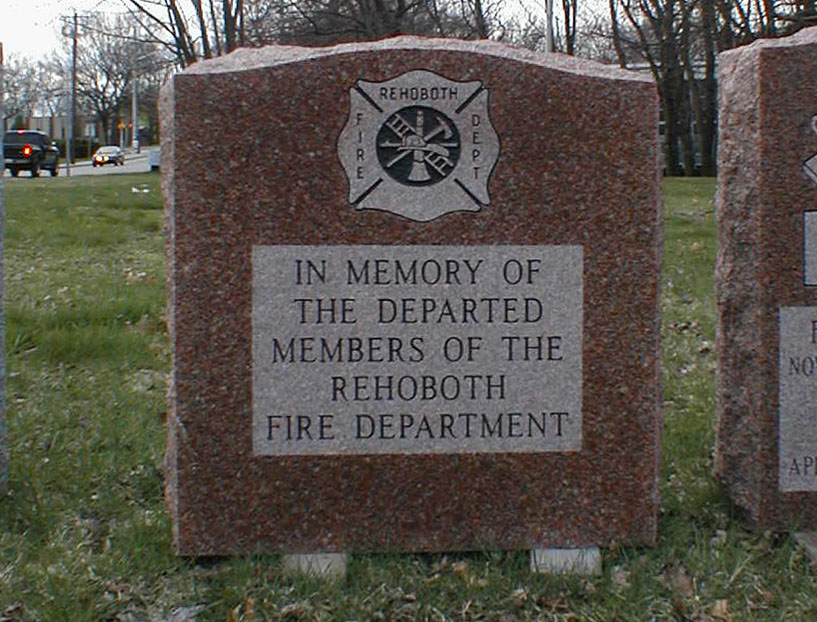 REHOBOTH
FIRE
DEPT
IN MEMORY OF
THE DEPARTED
MEMBERS OF THE
REHOBOTH
FIRE DEPARTMENT